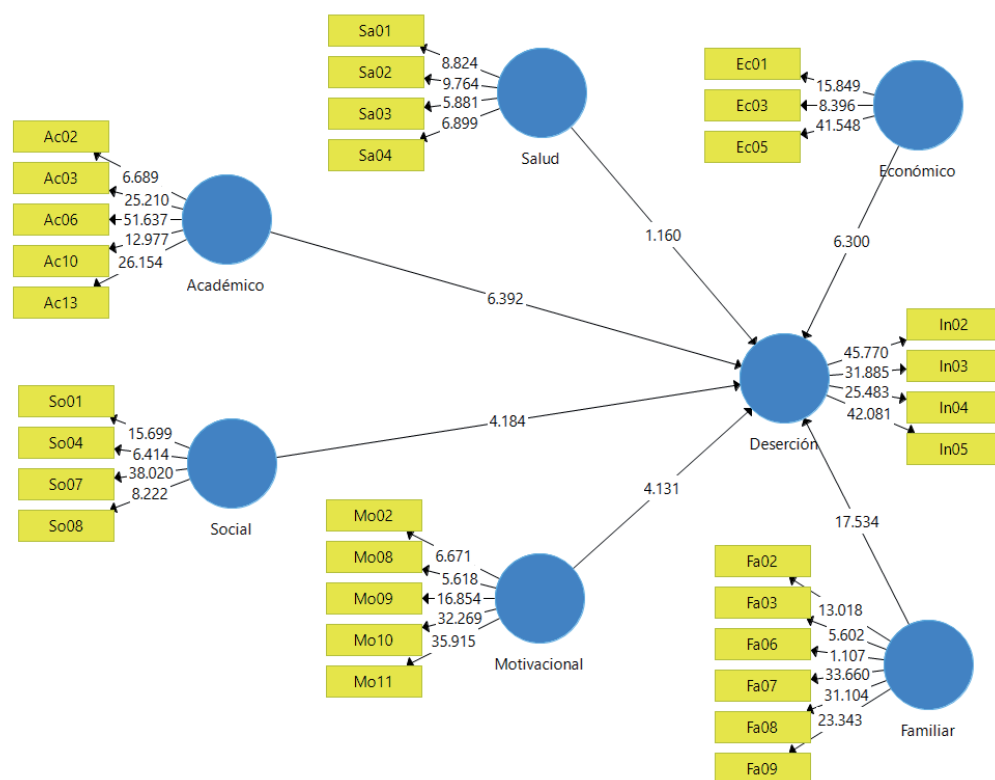 Sa01
Sa02
Sa03
Sa04
8.824
9.764
5.881
6.899
Salud
Ec01
Ec03
Ec05
15.849
8.396
41.548
Económico
Ac02
Ac03
Ac06
Ac10
Ac13
6.689
25.210
51.637
12.977
26.154
Académico
1.160
6.300
6.392
In02
In03
In04
In05
45.770
31.885
25.483
42.081
Deserción
So01
So04
So07
So08
15.699
6.414
38.020
8.222
Social
4.184
4.131
17.534
Mo02
Mo08
Mo09
Mo10
Mo11
6.671
5.618
16.854
32.269
35.915
Motivacional
Fa02
Fa03
Fa06
Fa07
Fa08
Fa09
13.018
5.602
1.107
33.660
31.104
23.343
Familiar